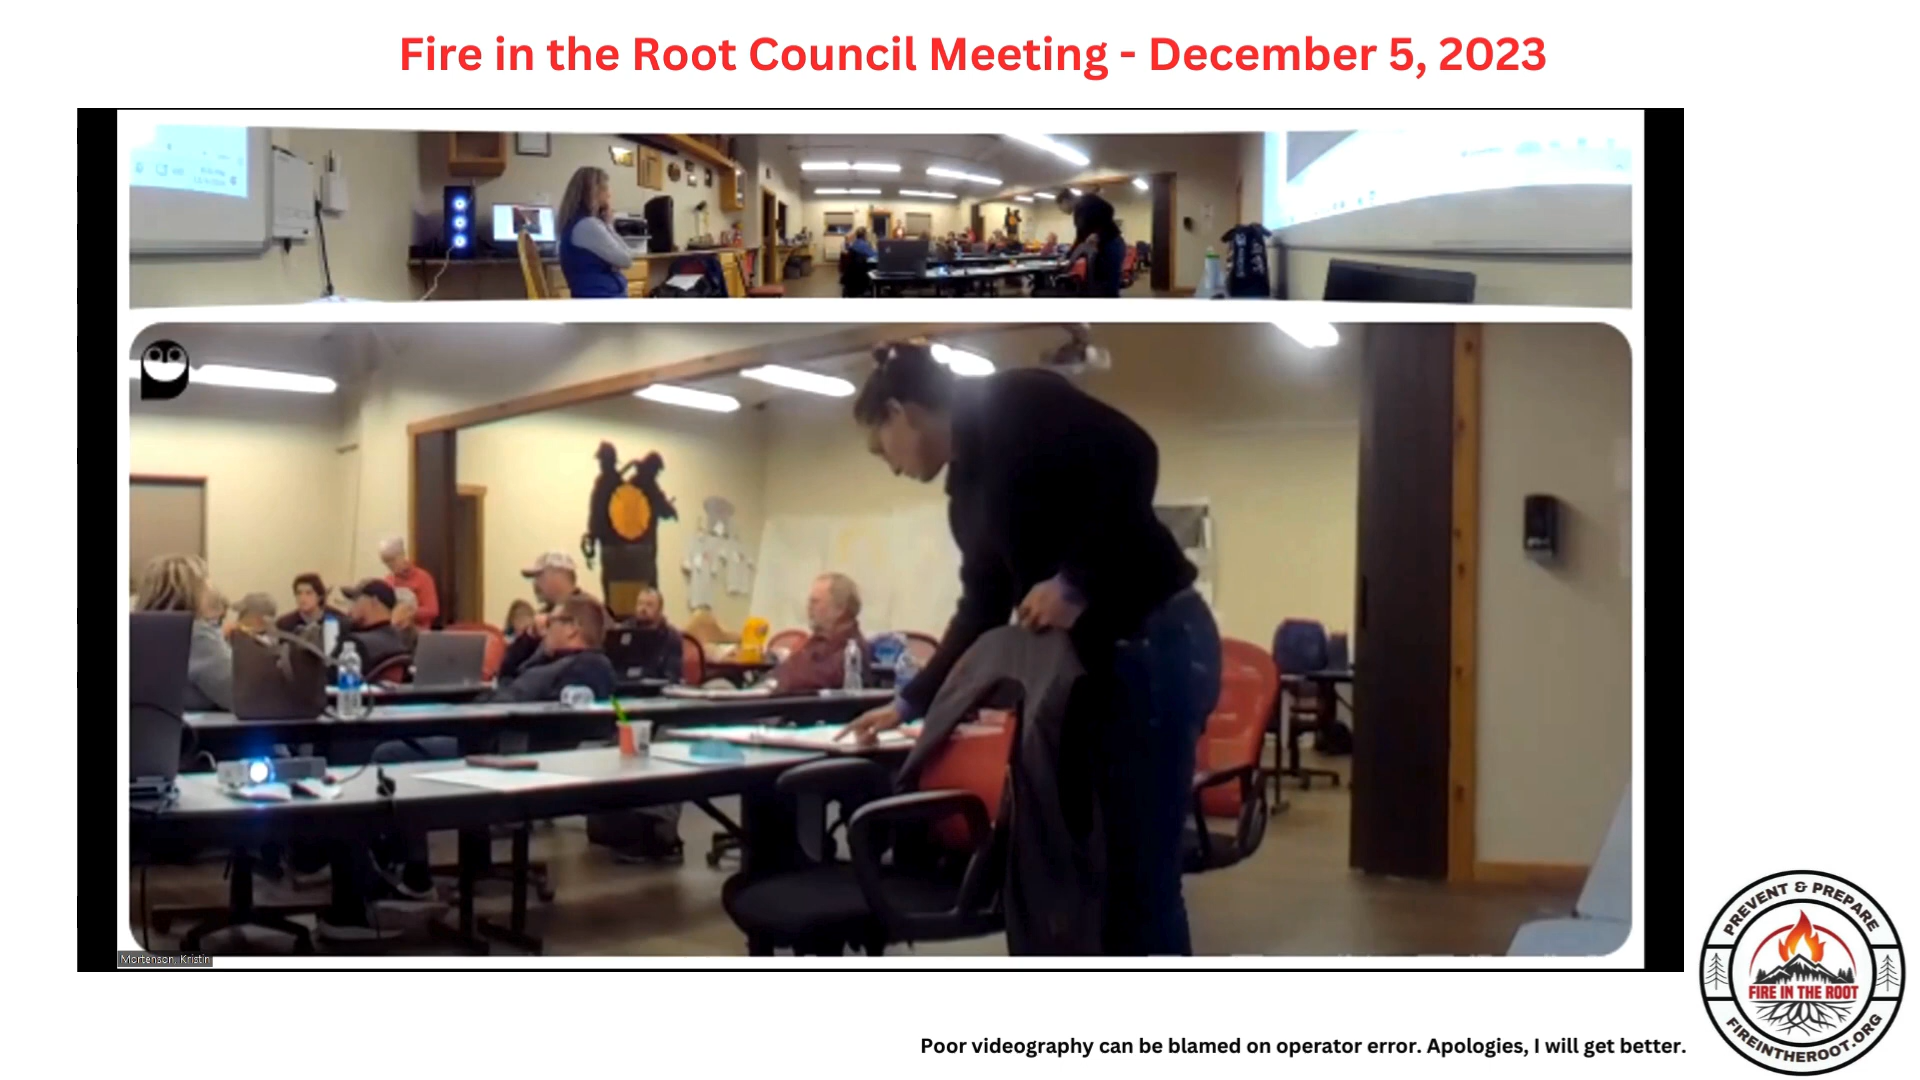 Fire in the Root Council Meeting - December 5, 2023
Mortenson, Kristin
PREVENT & PREPARE
FIRE IN THE ROOT
FIREINTHEROOT.ORG
Poor videography can be blamed on operator error. Apologies, I will get better.